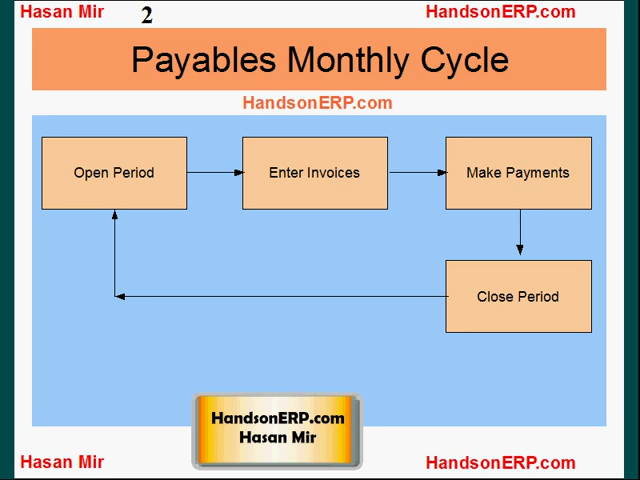 Hasan Mir 2 HandsonERP.com
Payables Monthly Cycle
HandsonERP.com
Open Period Enter Invoices Make Payments
Close Period
HandsonERP.com
Hasan Mir
Hasan Mir HandsonERP.com